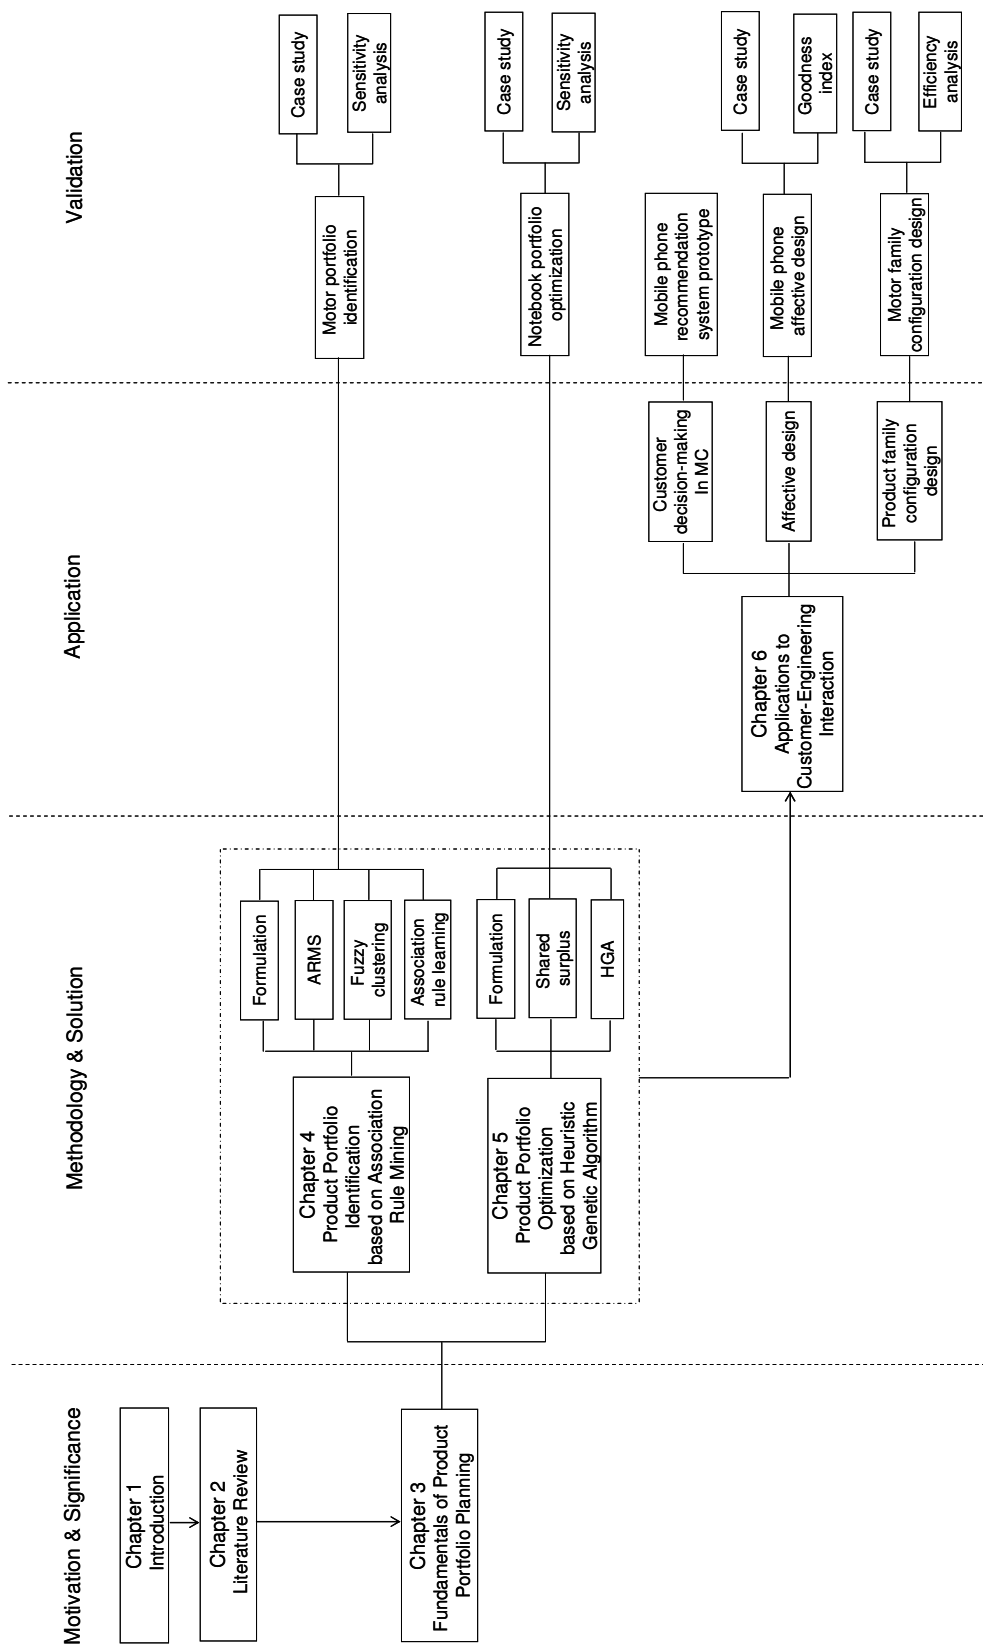 Motivation & Significance
Methodology & Solution
Application
Validation
Chapter 1
Introduction
Chapter 2
Literature Review
Chapter 3
Fundamentals of Product
Portfolio Planning
Chapter 4
Product Portfolio
Identification
based on Association
Rule Mining
Formulation
ARMS
Fuzzy
clustering
Association
rule learning
Motor portfolio
identification
Case study
Sensitivity
analysis
Chapter 5
Product Portfolio
Optimization
based on Heuristic
Genetic Algorithm
Formulation
Shared
surplus
HGA
Notebook portfolio
optimization
Case study
Sensitivity
analysis
Chapter 6
Applications to
Customer-Engineering
Interaction
Customer
decision-making
In MC
Mobile phone
recommendation
system prototype
Affective design
Mobile phone
affective design
Case study
Goodness
index
Product family
configuration
design
Motor family
configuration design
Case study
Efficiency
analysis